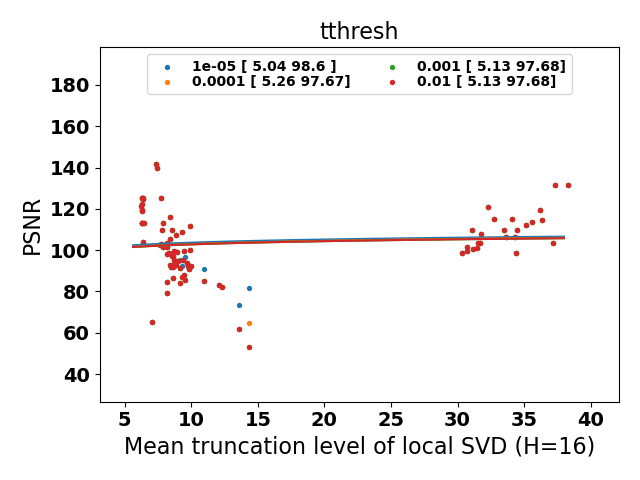 tthresh
1e-05 [ 5.04 98.6 ]
0.0001 [ 5.26 97.67]
0.001 [ 5.13 97.68]
0.01 [ 5.13 97.68]
PSNR
180
160
140
120
100
80
60
40
5 10 15 20 25 30 35 40
Mean truncation level of local SVD (H=16)